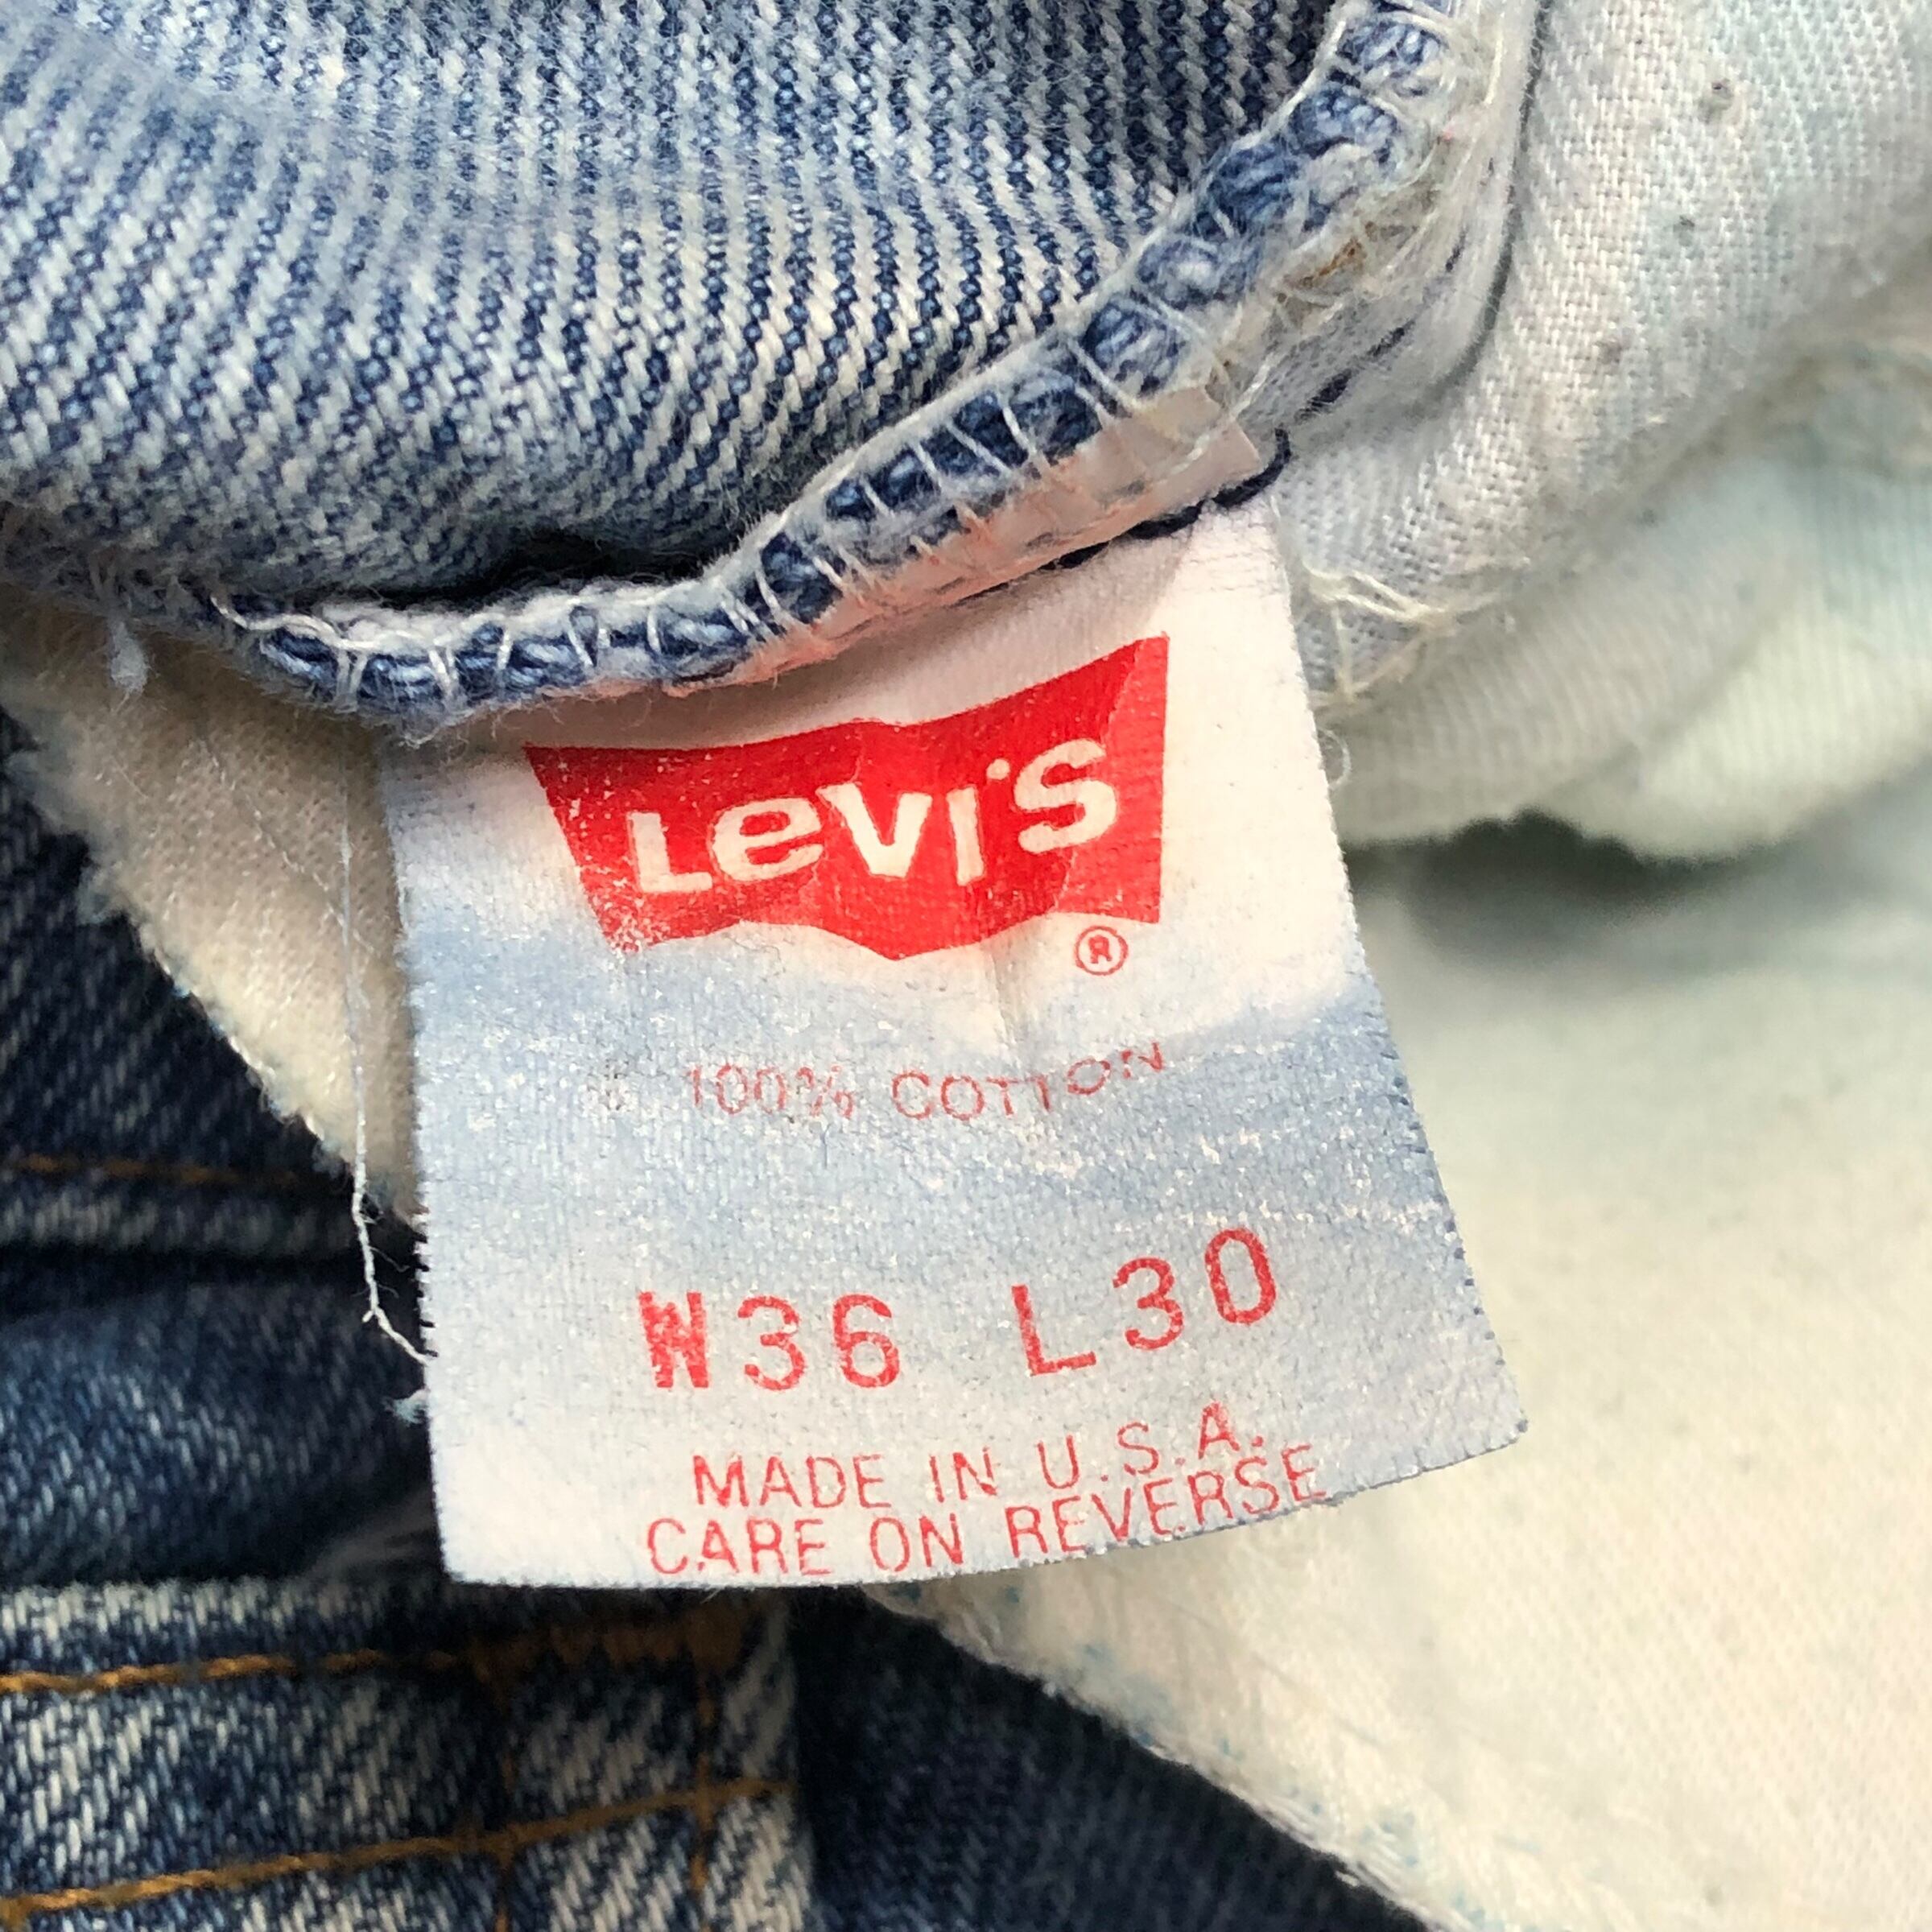 LEVI'S
®
100% COTTON
W36 L30
MADE IN U.S.A.
CARE ON REVERSE